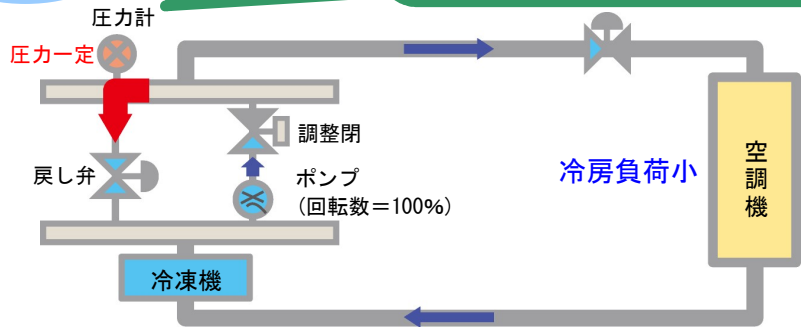 圧力計
圧力一定
調整閉
戻し弁
ポンプ
(回転数=100%)
冷房負荷小
空調機
冷凍機